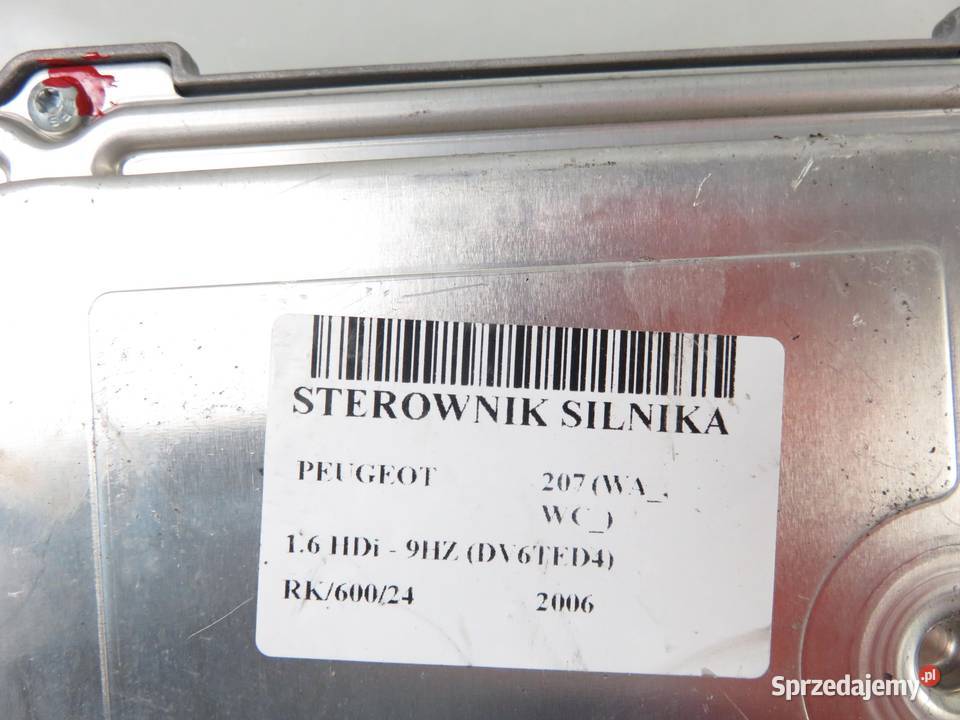 STEROWNIK SILNIKA
PEUGEOT 207 (WA_,
WC_)
1.6 HDi - 9HZ (DV6TED4)
RK/600/24 2006
Sprzedajemy.pl